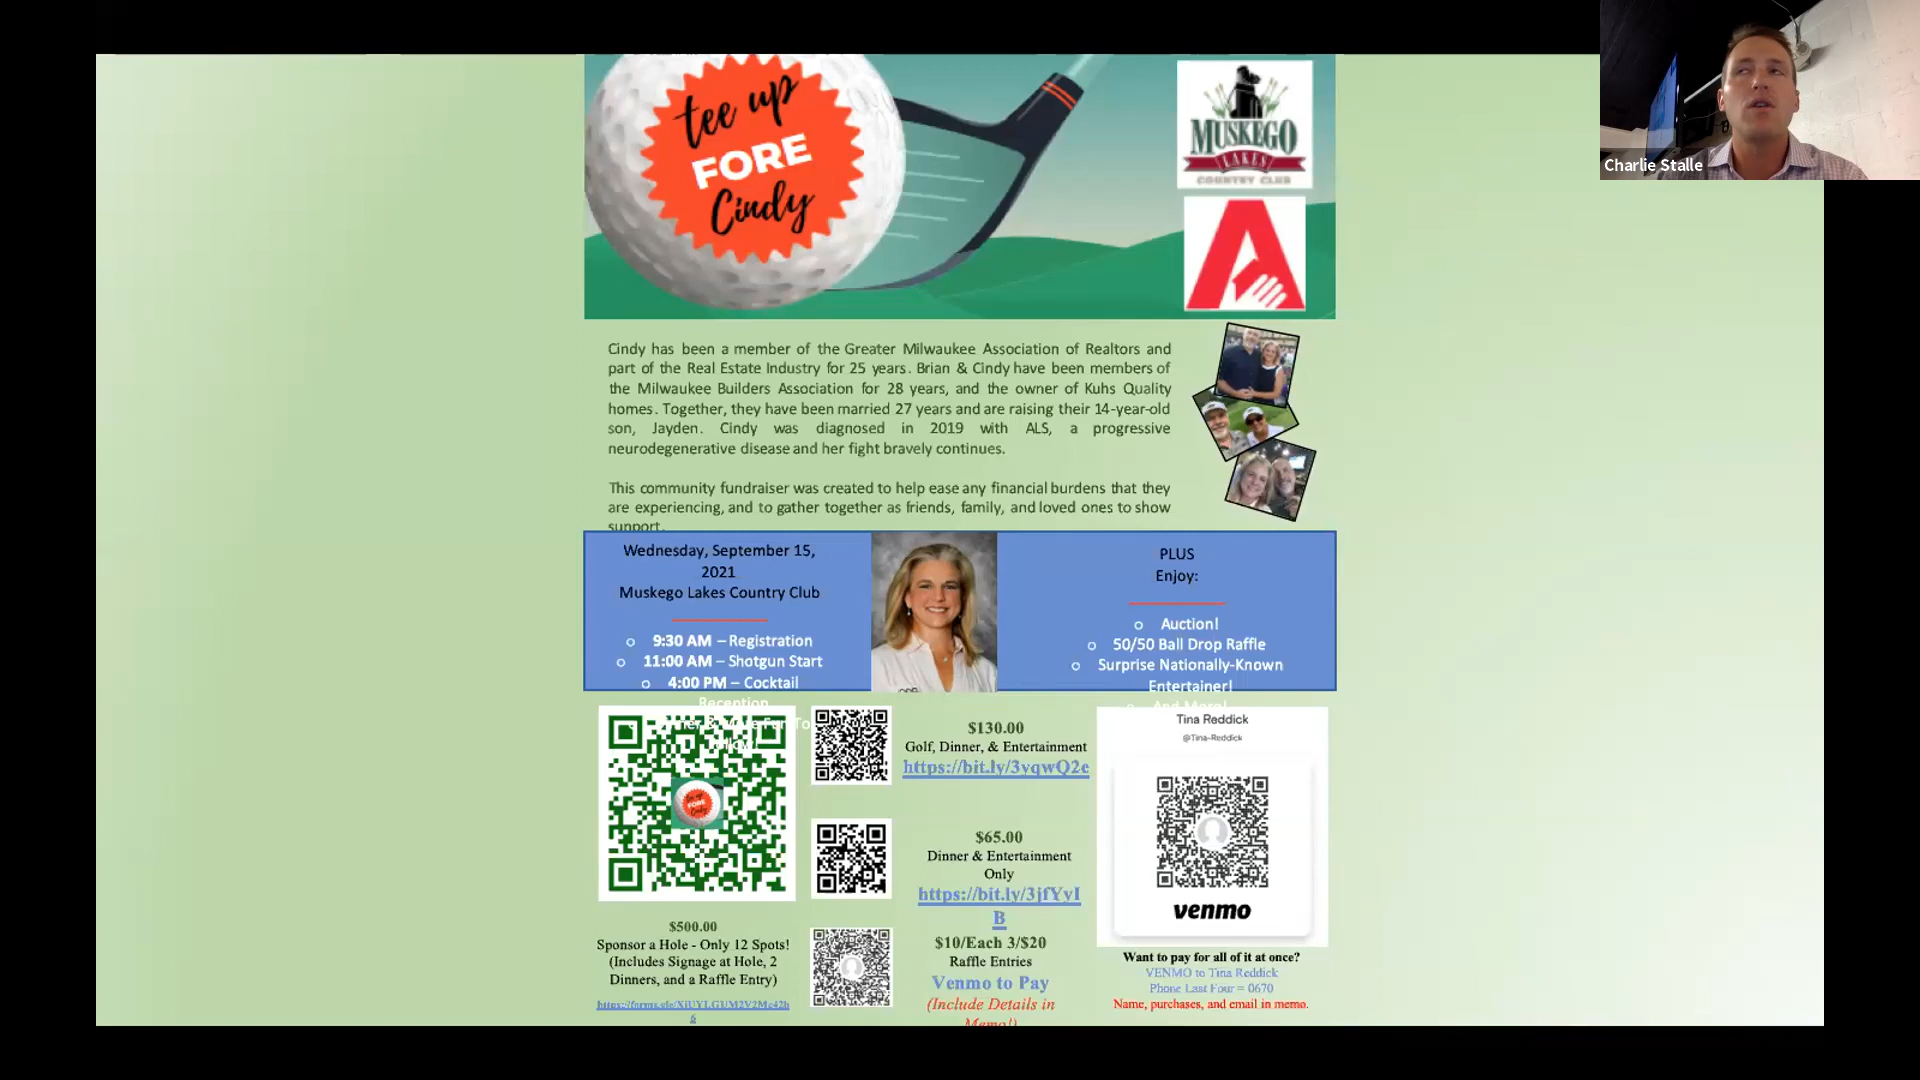 tee up
FORE
Cindy
MUSKEGO
LAKES
COUNTRY CLUB
A
Charlie Stalle
Cindy has been a member of the Greater Milwaukee Association of Realtors and
part of the Real Estate Industry for 25 years. Brian & Cindy have been members of
the Milwaukee Builders Association for 28 years, and the owner of Kuhs Quality
homes. Together, they have been married 27 years and are raising their 14-year-old
son, Jayden. Cindy was diagnosed in 2019 with ALS, a progressive
neurodegenerative disease and her fight bravely continues.
This community fundraiser was created to help ease any financial burdens that they
are experiencing, and to gather together as friends, family, and loved ones to show
support.
Wednesday, September 15,
2021
Muskego Lakes Country Club
9:30 AM – Registration
11:00 AM – Shotgun Start
4:00 PM – Cocktail
Reception
PLUS
Enjoy:
Auction!
50/50 Ball Drop Raffle
Surprise Nationally-Known
Entertainer!
And More!
tee up
FORE
Cindy
$500.00
Sponsor a Hole - Only 12 Spots!
(Includes Signage at Hole, 2
Dinners, and a Raffle Entry)
$130.00
Golf, Dinner, & Entertainment
https://bit.ly/3yqwQ2e
$65.00
Dinner & Entertainment
Only
https://bit.ly/3jfYyI
B
$10/Each 3/$20
Raffle Entries
Venmo to Pay
(Include Details in
Memo!)
Tina Reddick
@Tina-Reddick
venmo
Want to pay for all of it at once?
VENMO to Tina Reddick
Phone Last Four = 0670
Name, purchases, and email in memo.